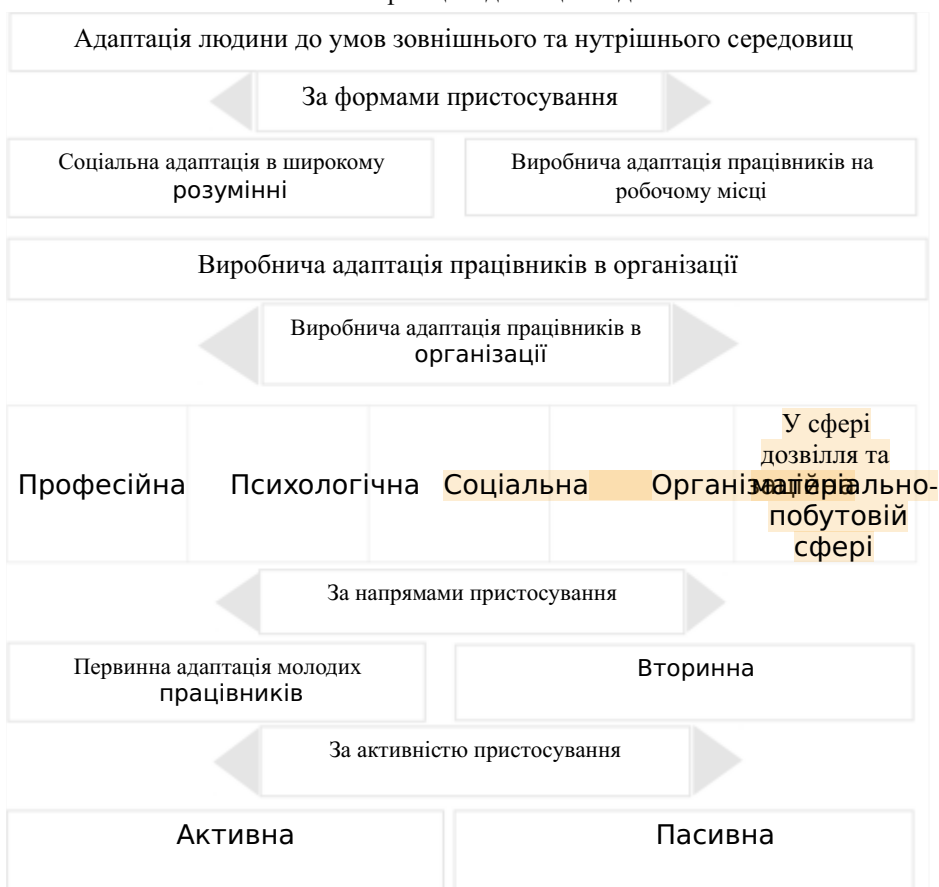 Адаптація людини до умов зовнішнього та нутрішнього середовищ
За формами пристосування
Соціальна адаптація в широкому
розумінні
Виробнича адаптація працівників на
робочому місці
Виробнича адаптація працівників в організації
Виробнича адаптація працівників в
організації
Професійна
Психологічна
Соціальна
Організаційна
У сфері
дозвілля та
матеріально-
побутовій
сфері
За напрямами пристосування
Первинна адаптація молодих
працівників
Вторинна
За активністю пристосування
Активна
Пасивна